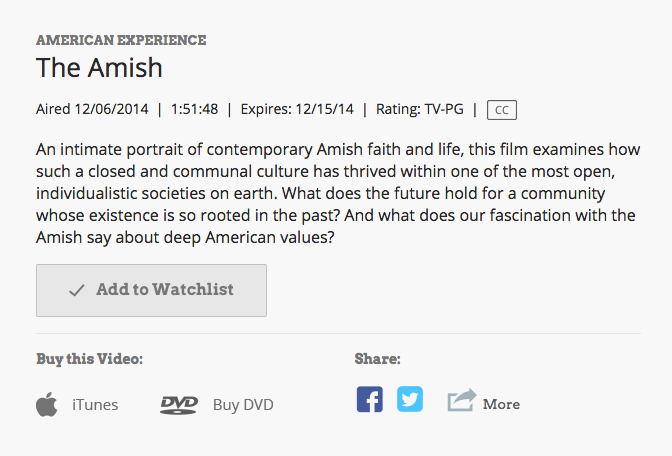 AMERICAN EXPERIENCE
The Amish
Aired 12/06/2014 | 1:51:48 | Expires: 12/15/14 | Rating: TV-PG | CC
An intimate portrait of contemporary Amish faith and life, this film examines how
such a closed and communal culture has thrived within one of the most open,
individualistic societies on earth. What does the future hold for a community
whose existence is so rooted in the past? And what does our fascination with the
Amish say about deep American values?
Add to Watchlist
Buy this Video: Share:
iTunes DVD Buy DVD f More